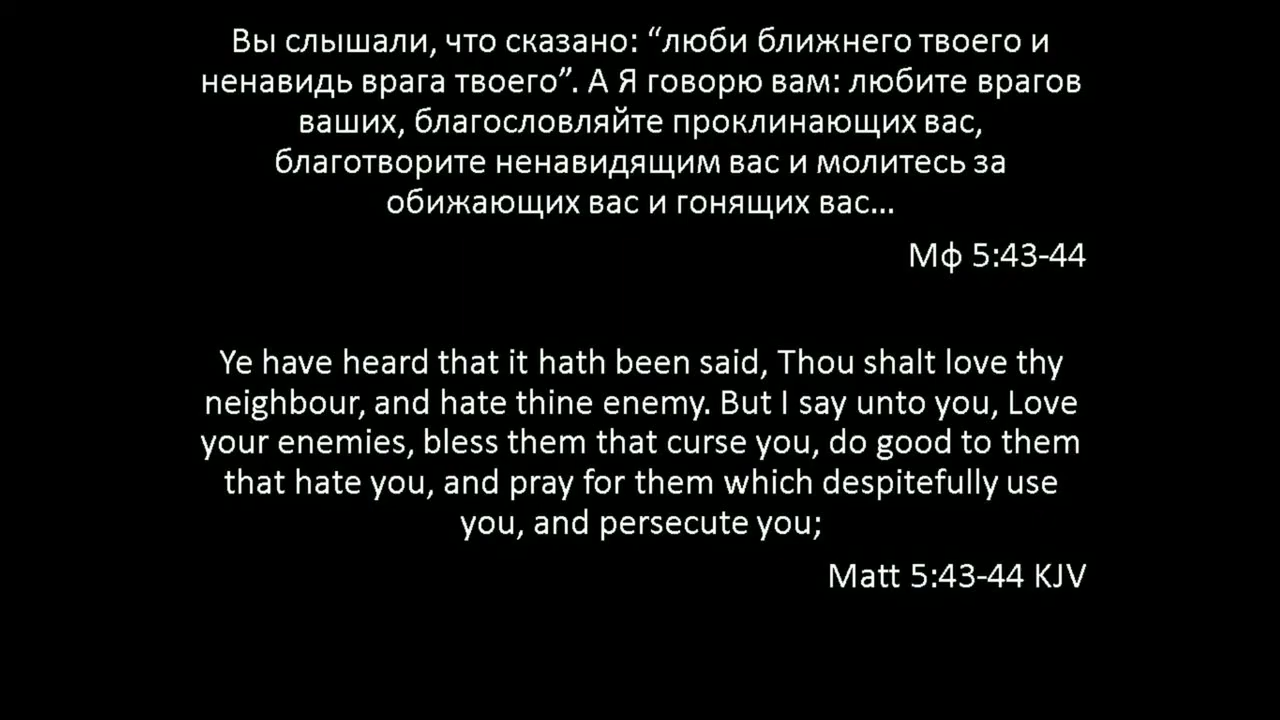 Вы слышали, что сказано: “люби ближнего твоего и
ненавидь врага твоего”. А Я говорю вам: любите врагов
ваших, благословляйте проклинающих вас,
благотворите ненавидящим вас и молитесь за
обижающих вас и гонящих вас...
Мф 5:43-44
Ye have heard that it hath been said, Thou shalt love thy
neighbour, and hate thine enemy. But I say unto you, Love
your enemies, bless them that curse you, do good to them
that hate you, and pray for them which despitefully use
you, and persecute you;
Matt 5:43-44 KJV